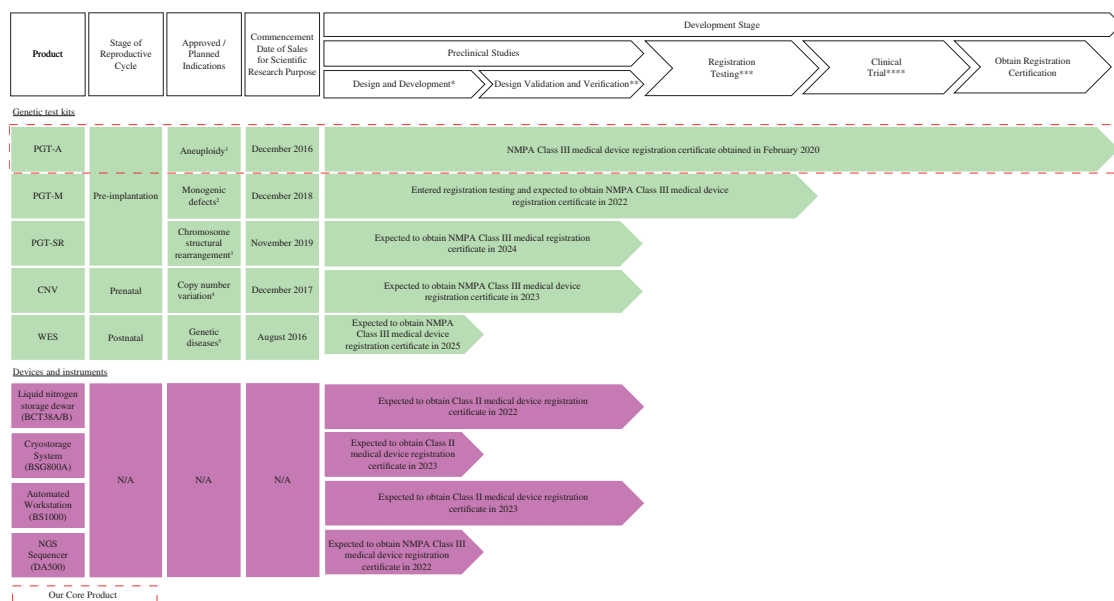 Product
Stage of
Reproductive
Cycle
Approved /
Planned
Indications
Commencement
Date of Sales
for Scientific
Research Purpose
Development Stage
Preclinical Studies
Design and Development*
Design Validation and Verification**
Registration
Testing***
Clinical
Trial****
Obtain Registration
Certification
Genetic test kits
PGT-A
Aneuploidy¹
December 2016
NMPA Class III medical device registration certificate obtained in February 2020
PGT-M
Pre-implantation
Monogenic
defects²
December 2018
Entered registration testing and expected to obtain NMPA Class III medical device
registration certificate in 2022
PGT-SR
Chromosome
structural
rearrangement³
November 2019
Expected to obtain NMPA Class III medical registration
certificate in 2024
CNV
Prenatal
Copy number
variation⁴
December 2017
Expected to obtain NMPA Class III medical device
registration certificate in 2023
WES
Postnatal
Genetic
diseases⁵
August 2016
Expected to obtain NMPA
Class III medical device
registration certificate in 2025
Devices and instruments
Liquid nitrogen
storage dewar
(BCT38A/B)
Expected to obtain Class II medical device registration
certificate in 2022
Cryostorage
System
(BSG800A)
Expected to obtain Class II
medical device registration
certificate in 2023
N/A
N/A
N/A
Automated
Workstation
(BS1000)
Expected to obtain Class II medical device registration
certificate in 2023
NGS
Sequencer
(DA500)
Expected to obtain NMPA Class III
medical device registration
certificate in 2022
Our Core Product